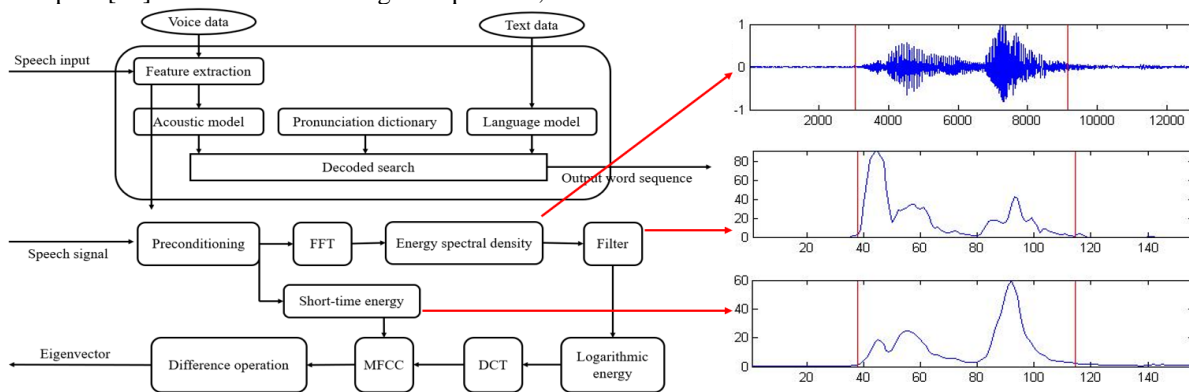 Voice data
Text data
Speech input
Feature extraction
Acoustic model
Pronunciation dictionary
Language model
Decoded search
Output word sequence
Preconditioning
FFT
Energy spectral density
Filter
Speech signal
Short-time energy
Eigenvector
Difference operation
MFCC
DCT
Logarithmic
energy
1
0
-1
2000 4000 6000 8000 10000 12000
80
60
40
20
0
20 40 60 80 100 120 140
60
40
20
0
20 40 60 80 100 120 140